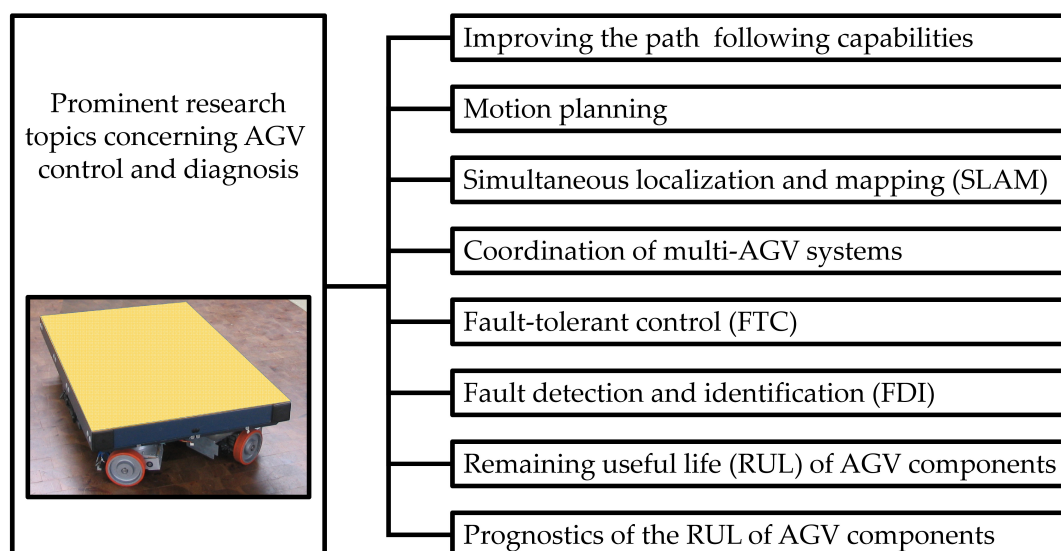 Prominent research
topics concerning AGV
control and diagnosis
Improving the path following capabilities
Motion planning
Simultaneous localization and mapping (SLAM)
Coordination of multi-AGV systems
Fault-tolerant control (FTC)
Fault detection and identification (FDI)
Remaining useful life (RUL) of AGV components
Prognostics of the RUL of AGV components